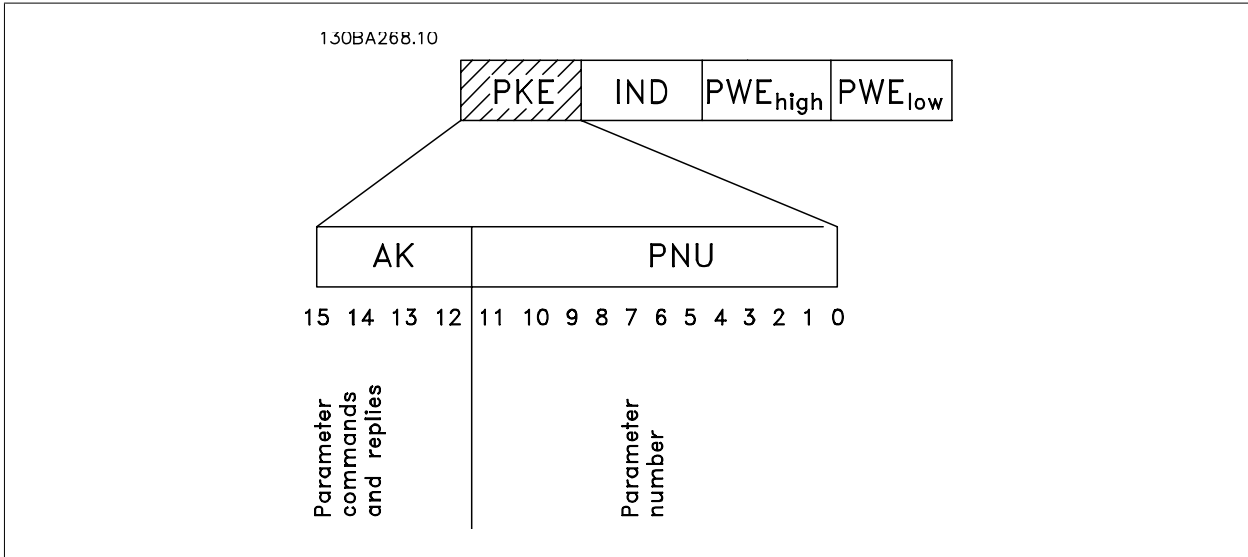 130BA268.10
PKE IND PWEhigh PWElow
AK PNU
15 14 13 12 11 10 9 8 7 6 5 4 3 2 1 0
Parameter
commands
and replies
Parameter
number